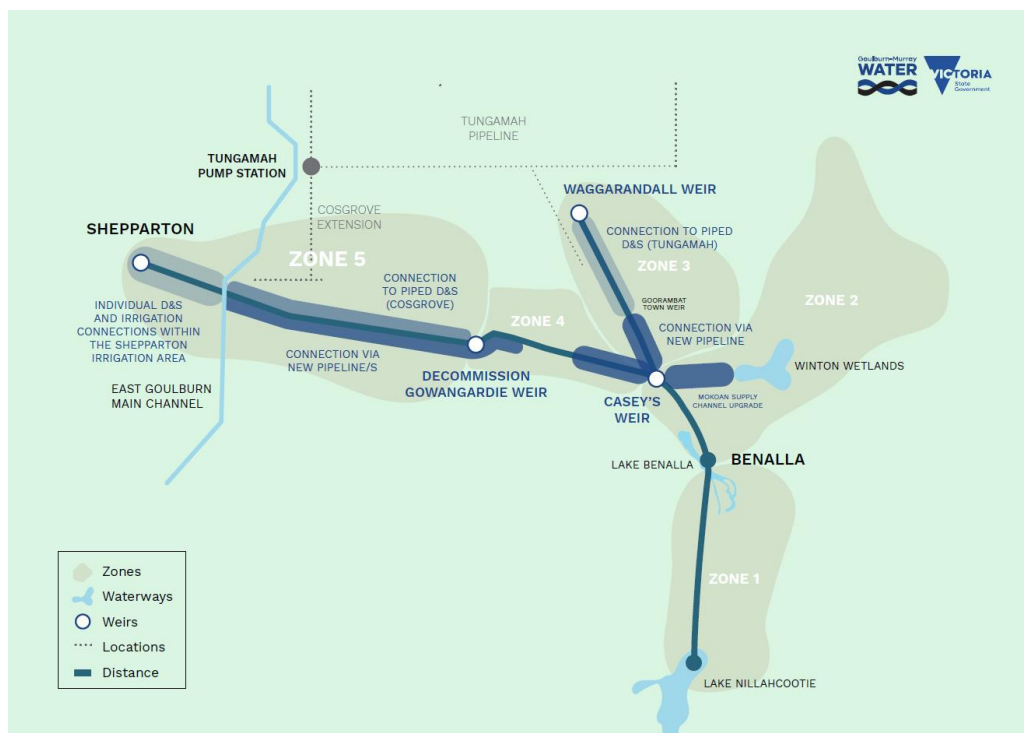 Goulburn-Murray
WATER
VICTORIA
State
Government
TUNGAMAH
PIPELINE
TUNGAMAH
PUMP STATION
WAGGARANDALL WEIR
COSGROVE
EXTENSION
SHEPPARTON
CONNECTION TO PIPED
D&S (TUNGAMAH)
ZONE 5
ZONE 3
CONNECTION
TO PIPED D&S
(COSGROVE)
ZONE 2
INDIVIDUAL D&S
AND IRRIGATION
CONNECTIONS WITHIN
THE SHEPPARTON
IRRIGATION AREA
GOORAMBAT
TOWN WEIR
ZONE 4
CONNECTION VIA
NEW PIPELINE
CONNECTION VIA
NEW PIPELINE/S
WINTON WETLANDS
DECOMMISSION
GOWANGARDIE WEIR
EAST GOULBURN
MAIN CHANNEL
CASEY'S
WEIR
MOKOAN SUPPLY
CHANNEL UPGRADE
LAKE BENALLA
BENALLA
ZONE 1
LAKE NILLAHCOOTIE
Zones
Waterways
Weirs
Locations
Distance